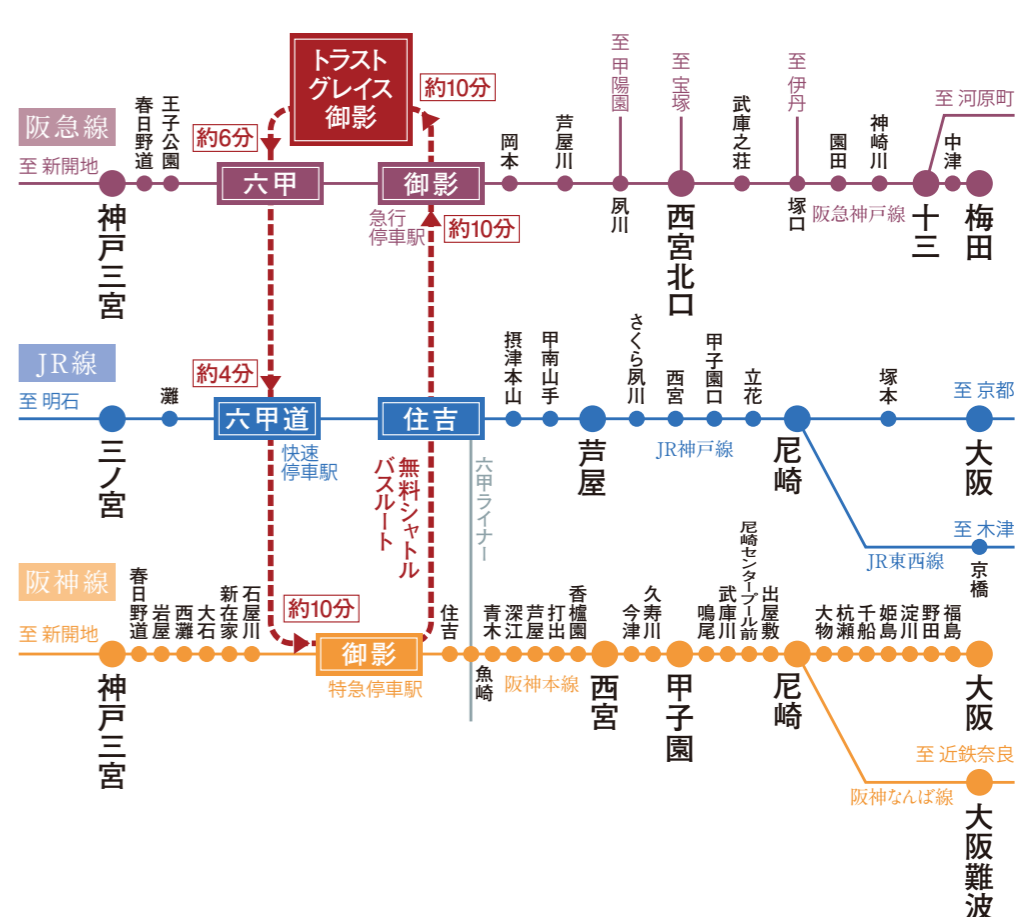 トラスト
グレイス
御影
約10分
約6分
阪急線
至 新開地
神戸三宮
春日野道
王子公園
六甲
御影
急行
停車駅
約10分
岡本
芦屋川
至 甲陽園
夙川
至 宝塚
西宮北口
武庫之荘
至 伊丹
塚口
園田
神崎川
阪急神戸線
至 河原町
十三
中津
梅田
JR線
至 明石
三ノ宮
灘
約4分
六甲道
快速
停車駅
住吉
無料シャトル
バスルート
六甲ライナー
摂津本山
甲南山手
芦屋
さくら夙川
西宮
甲子園口
立花
JR神戸線
尼崎
塚本
至 京都
大阪
至 木津
JR東西線
京橋
阪神線
至 新開地
神戸三宮
春日野道
岩屋
西灘
大石
新在家
石屋川
約10分
御影
特急停車駅
住吉
魚崎
青木
深江
芦屋
打出
香櫨園
阪神本線
西宮
今津
久寿川
甲子園
鳴尾
武庫川
尼崎センタープール前
出屋敷
尼崎
大物
杭瀬
千船
姫島
淀川
野田
福島
大阪
至 近鉄奈良
阪神なんば線
大阪難波